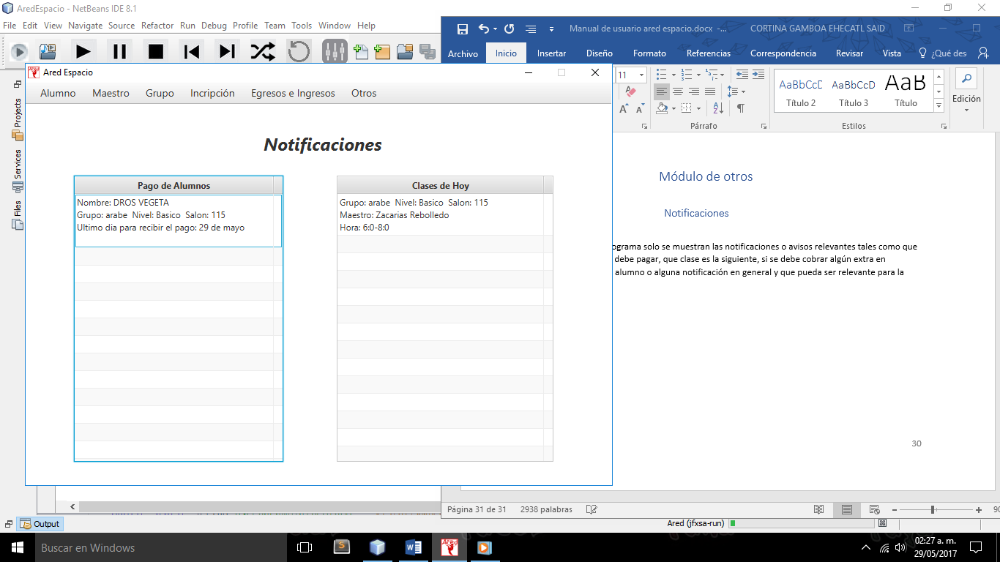 AredEspacio - NetBeans IDE 8.1
File Edit View Navigate Source Refactor Run Debug Profile Team Tools Window Help
Manual de usuario ared espacio.docx -...
CORTINA GAMBOA EHECATL SAID
Archivo Inicio Insertar Diseño Formato Referencias Correspondencia Revisar Vista ¿Qué des
11
AaBbCcD AaBbCcD AaB
Título 2 Título 3 Título
Edición
Párrafo Estilos
Projects
Services
Files
Ared Espacio
Alumno Maestro Grupo Incripción Egresos e Ingresos Otros
Notificaciones
Pago de Alumnos
Nombre: DROS VEGETA
Grupo: arabe Nivel: Basico Salon: 115
Ultimo dia para recibir el pago: 29 de mayo
Clases de Hoy
Grupo: arabe Nivel: Basico Salon: 115
Maestro: Zacarias Rebolledo
Hora: 6:0-8:0
Módulo de otros
Notificaciones
ograma solo se muestran las notificaciones o avisos relevantes tales como que
debe pagar, que clase es la siguiente, si se debe cobrar algún extra en
alumno o alguna notificación en general y que pueda ser relevante para la
30
Página 31 de 31 2938 palabras
90
Output
Ared (jfxsa-run)
Buscar en Windows
Ared
02:27 a. m.
29/05/2017